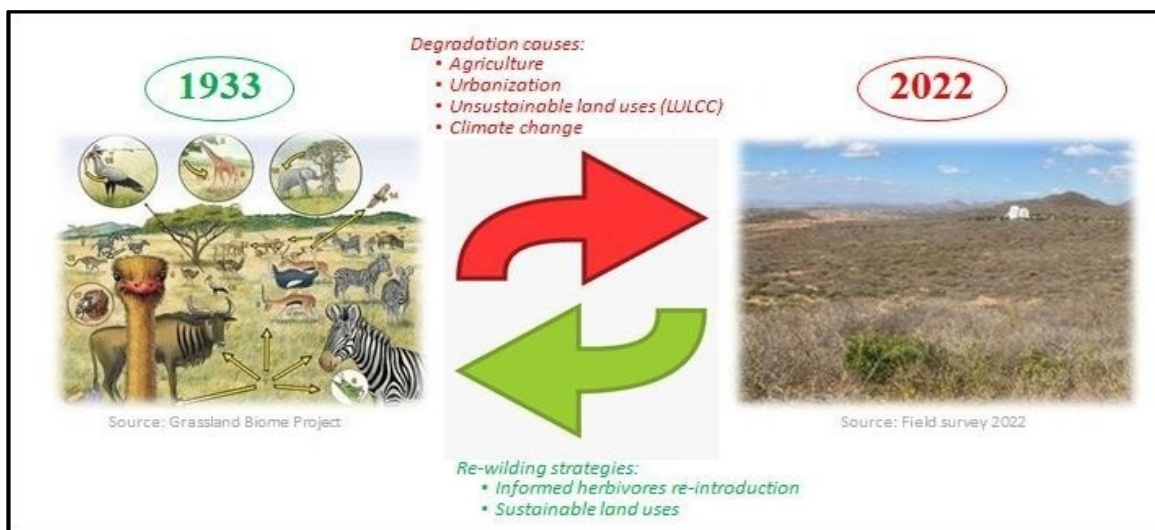 Degradation causes:
• Agriculture
• Urbanization
• Unsustainable land uses (LULCC)
• Climate change
1933
2022
Source: Grassland Biome Project
Source: Field survey 2022
Re-wilding strategies:
• Informed herbivores re-introduction
• Sustainable land uses